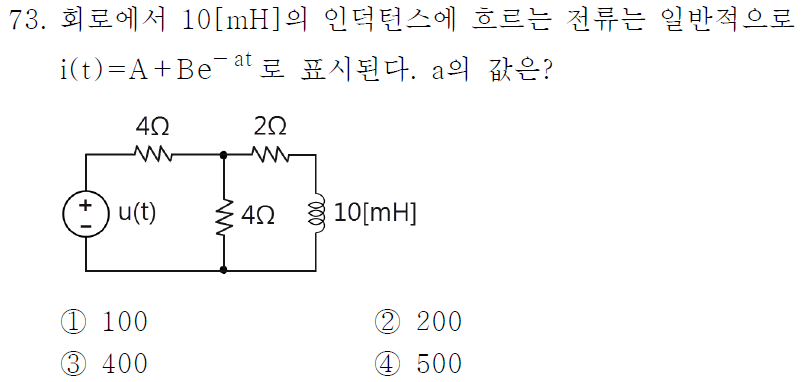 73. 회로에서 10[mH]의 인덕턴스에 흐르는 전류는 일반적으로
i(t)=A+Be⁻ᵃᵗ로 표시된다. a의 값은?
4Ω 2Ω
+
−
u(t) 4Ω 10[mH]
① 100 ② 200
③ 400 ④ 500